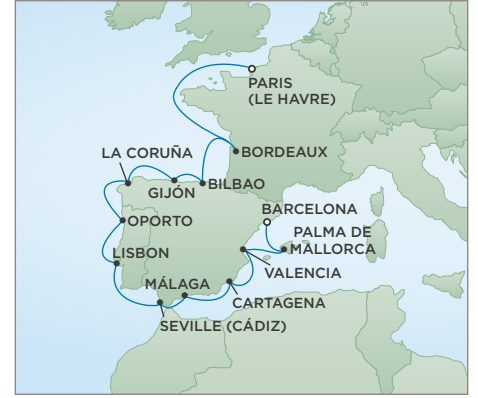 PARIS
(LE HAVRE)
BORDEAUX
LA CORUÑA
GIJÓN
BILBAO
OPORTO
BARCELONA
PALMA DE
MALLORCA
LISBON
VALENCIA
MÁLAGA
CARTAGENA
SEVILLE (CÁDIZ)